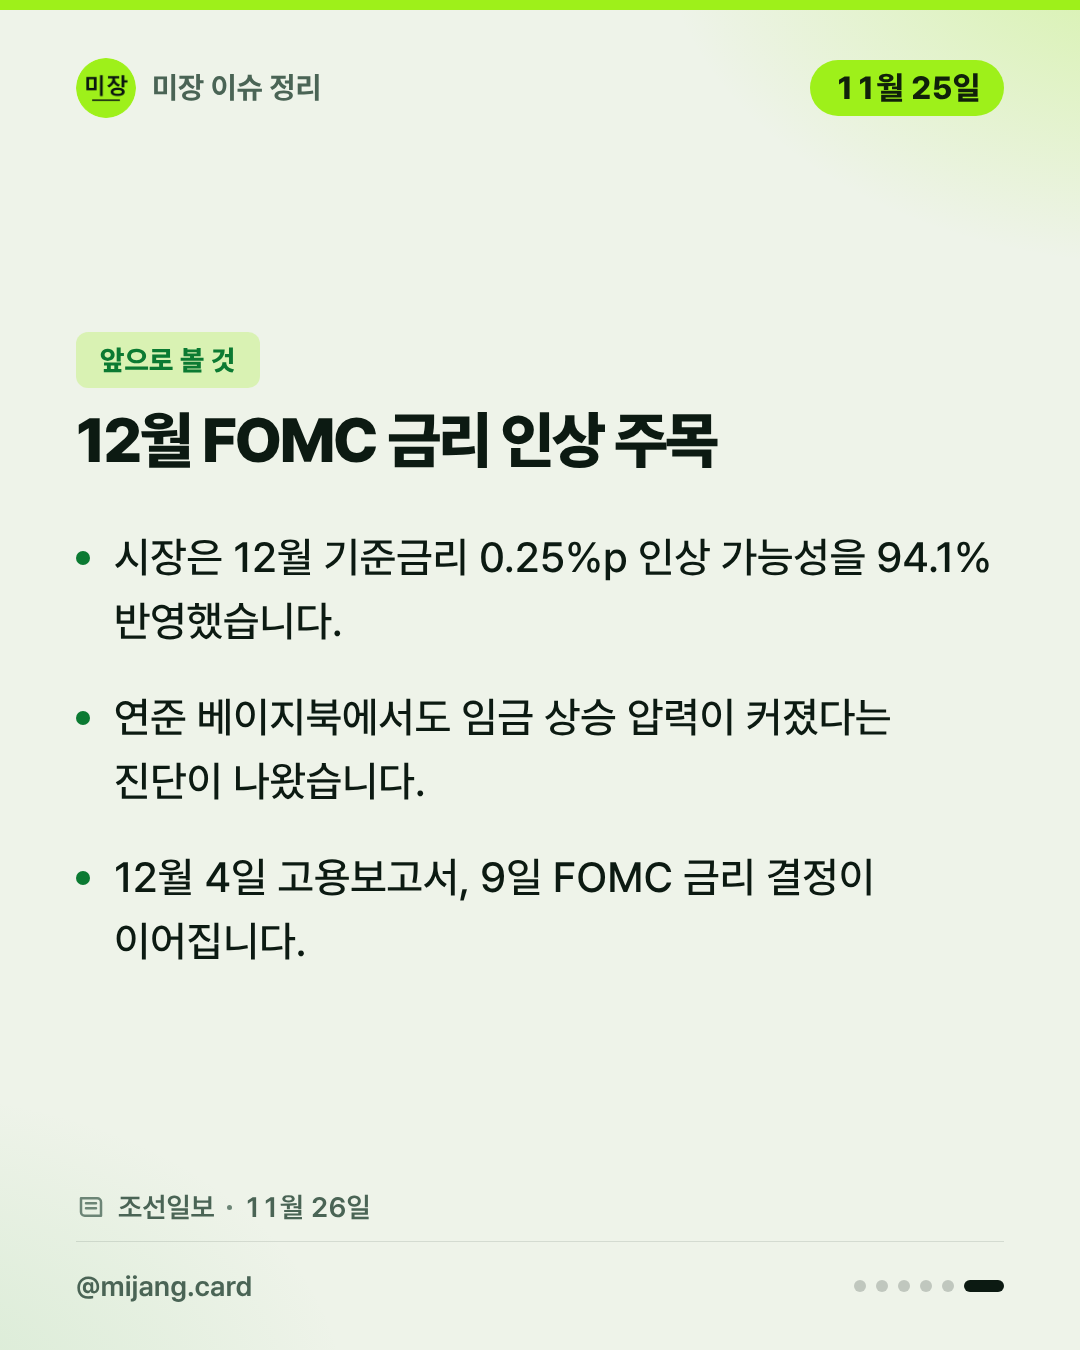 미장
미장 이슈 정리
11월 25일
앞으로 볼 것
12월 FOMC 금리 인상 주목
• 시장은 12월 기준금리 0.25%p 인상 가능성을 94.1%
반영했습니다.
• 연준 베이지북에서도 임금 상승 압력이 커졌다는
진단이 나왔습니다.
• 12월 4일 고용보고서, 9일 FOMC 금리 결정이
이어집니다.
조선일보 · 11월 26일
@mijang.card